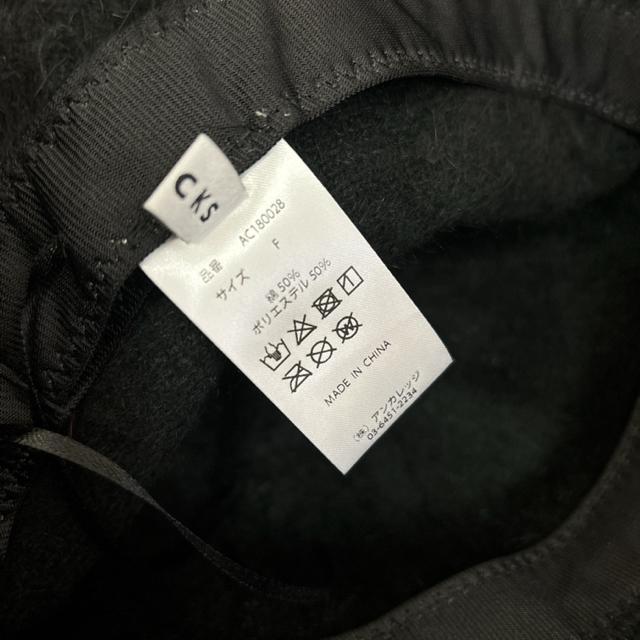 CKS
品番 AC180028
サイズ F
綿 50%
ポリエステル 50%
MADE IN CHINA
(株) アンカレッジ
03-6451-2234